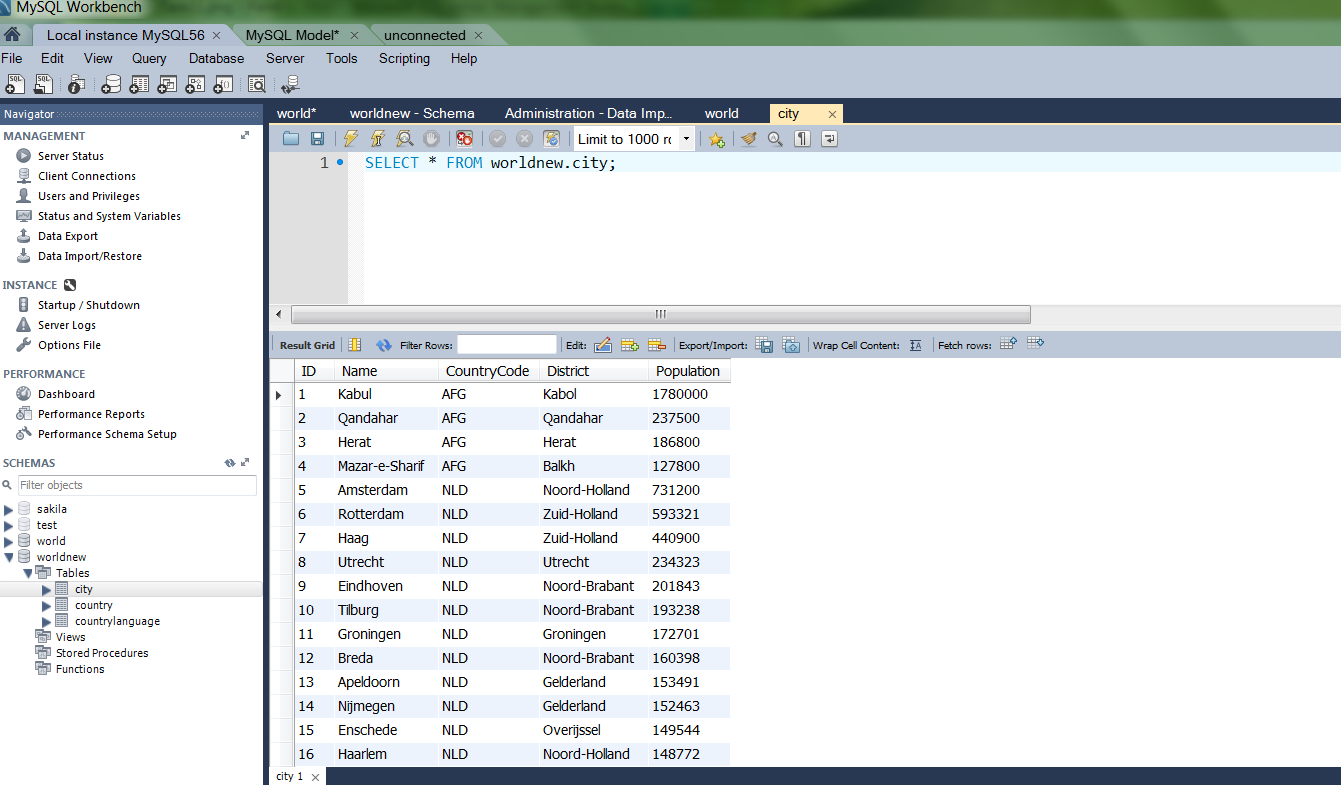 MySQL Workbench
Local instance MySQL56 MySQL Model* unconnected
File Edit View Query Database Server Tools Scripting Help
Navigator
MANAGEMENT
Server Status
Client Connections
Users and Privileges
Status and System Variables
Data Export
Data Import/Restore
INSTANCE
Startup / Shutdown
Server Logs
Options File
PERFORMANCE
Dashboard
Performance Reports
Performance Schema Setup
SCHEMAS
Filter objects
sakila
test
world
worldnew
Tables
city
country
countrylanguage
Views
Stored Procedures
Functions
world* worldnew - Schema Administration - Data Imp... world city
Limit to 1000 rc
1 SELECT * FROM worldnew.city;
Result Grid Filter Rows: Edit: Export/Import: Wrap Cell Content: Fetch rows:
ID Name CountryCode District Population
1 Kabul AFG Kabol 1780000
2 Qandahar AFG Qandahar 237500
3 Herat AFG Herat 186800
4 Mazar-e-Sharif AFG Balkh 127800
5 Amsterdam NLD Noord-Holland 731200
6 Rotterdam NLD Zuid-Holland 593321
7 Haag NLD Zuid-Holland 440900
8 Utrecht NLD Utrecht 234323
9 Eindhoven NLD Noord-Brabant 201843
10 Tilburg NLD Noord-Brabant 193238
11 Groningen NLD Groningen 172701
12 Breda NLD Noord-Brabant 160398
13 Apeldoorn NLD Gelderland 153491
14 Nijmegen NLD Gelderland 152463
15 Enschede NLD Overijssel 149544
16 Haarlem NLD Noord-Holland 148772
city 1